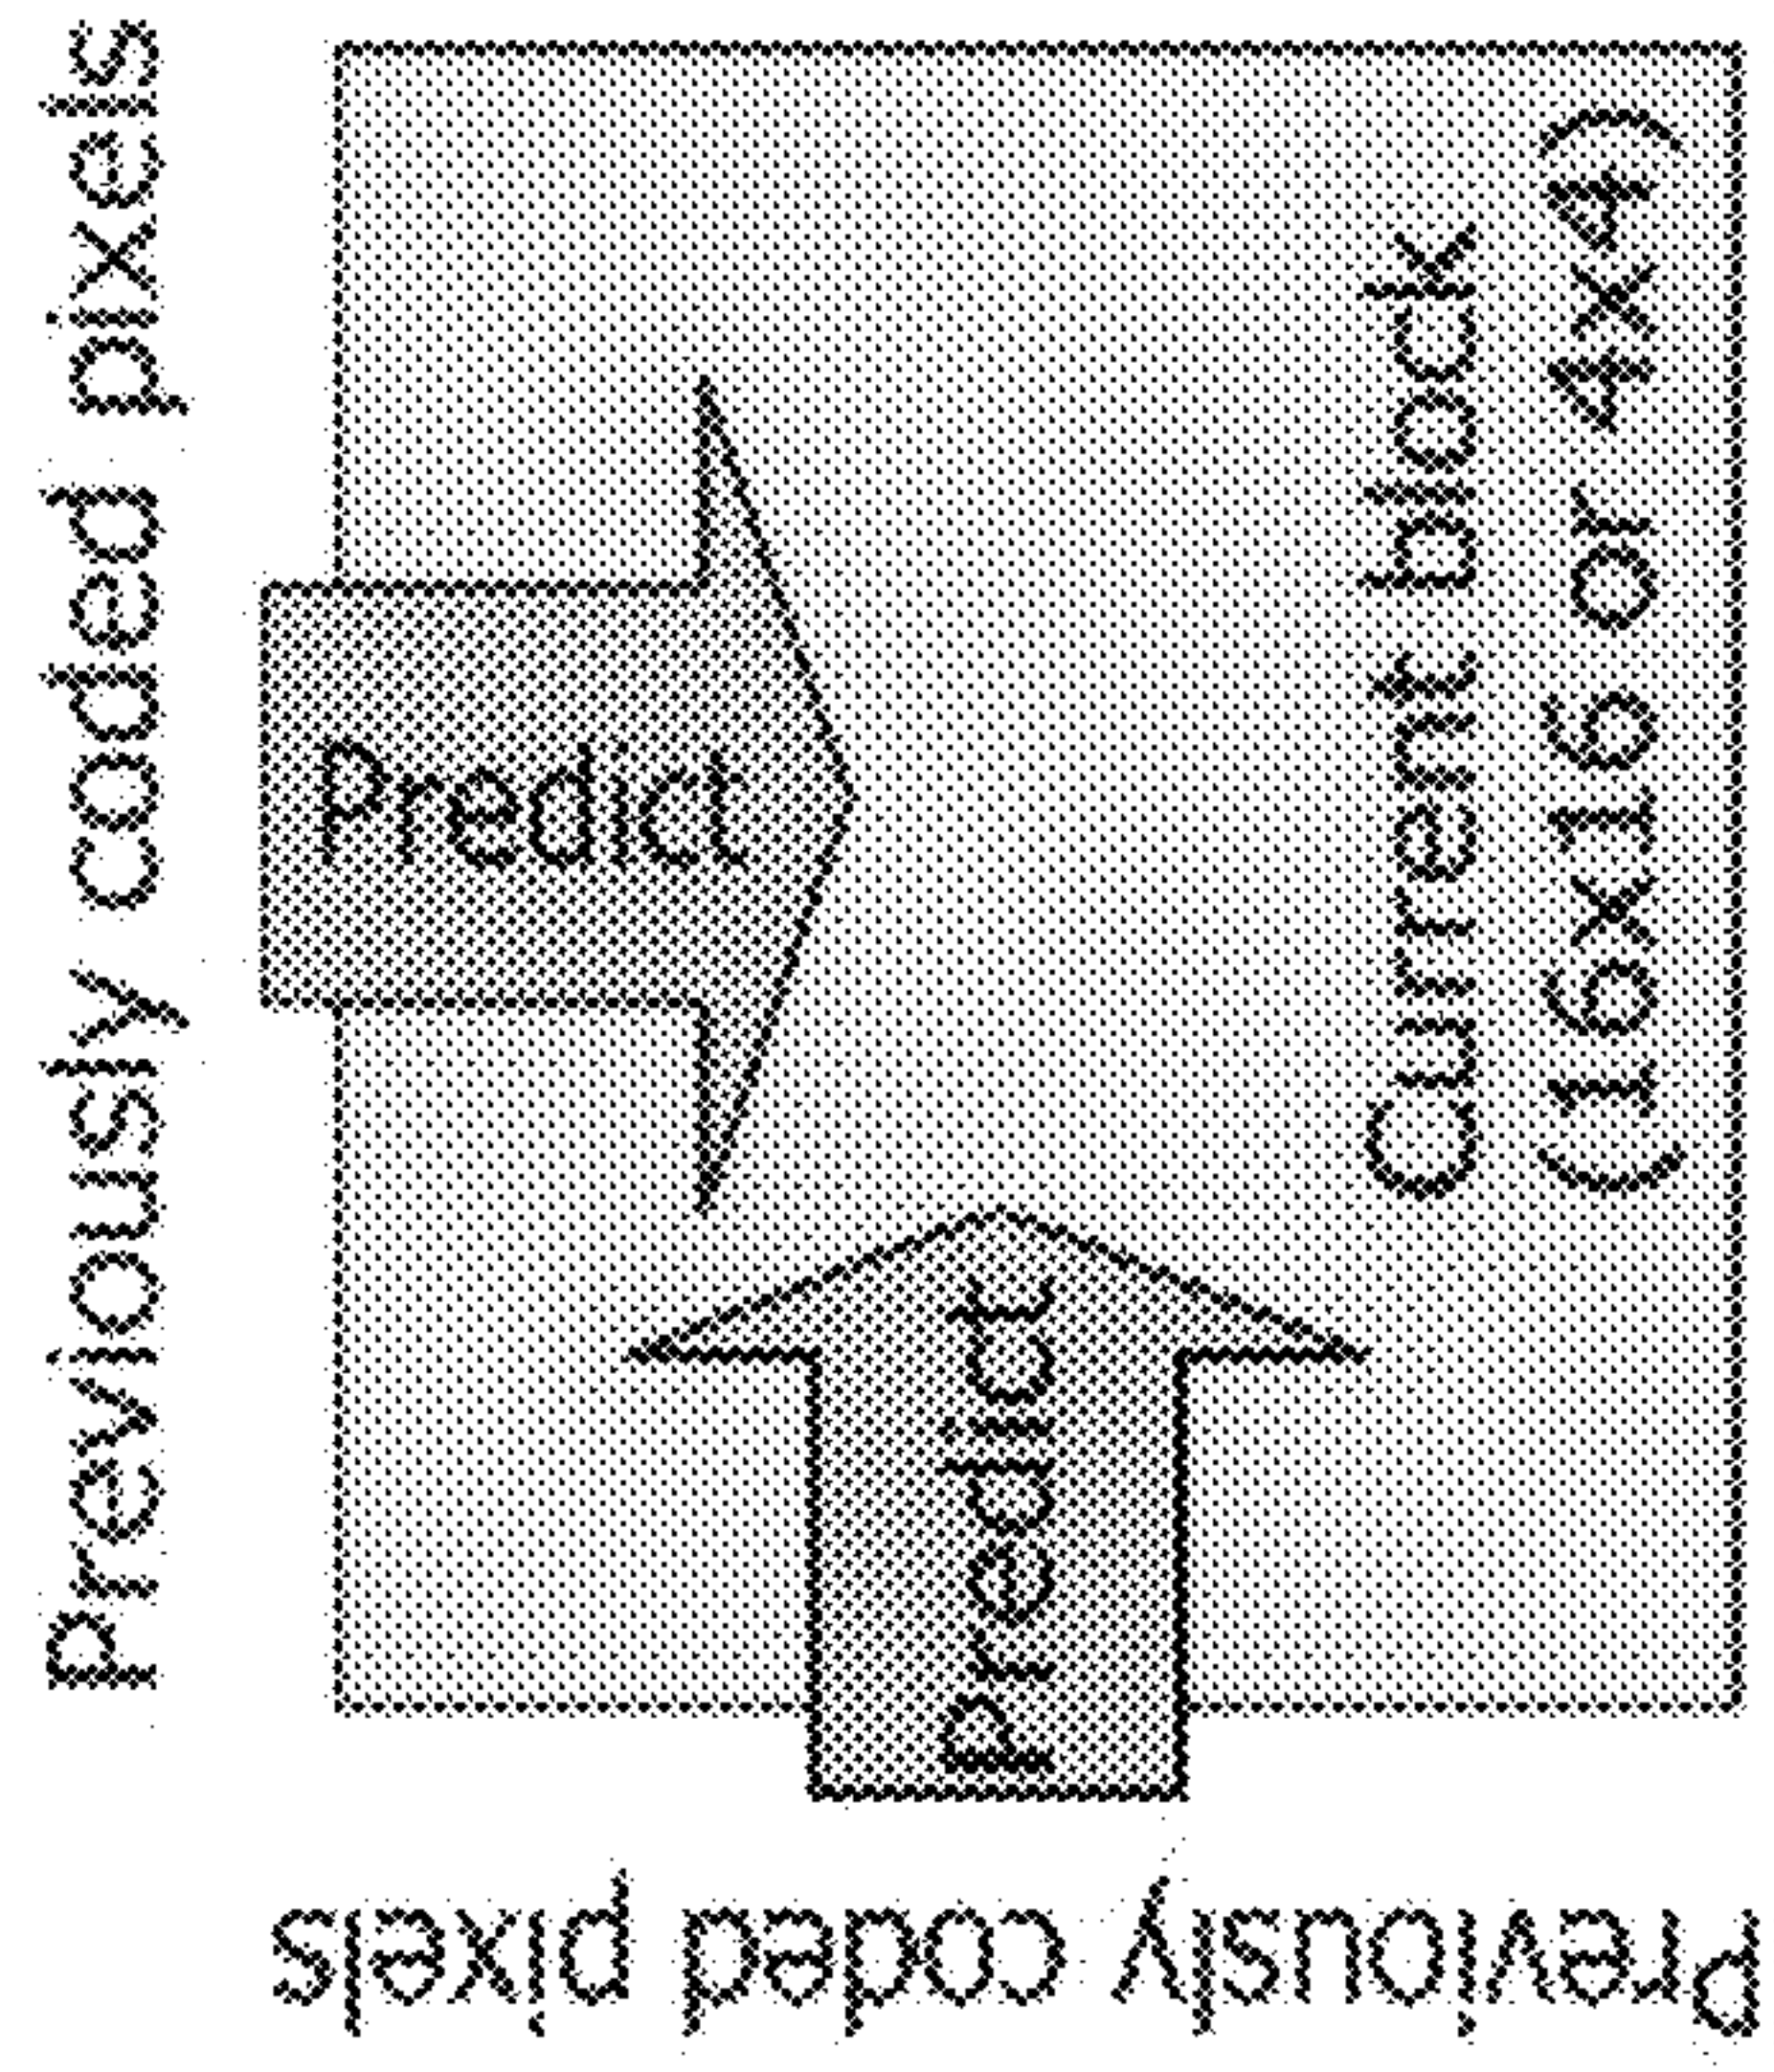 Previously coded pixels
Previously coded pixels
Predict
Predict
Current block
(16x16 or 4x4)